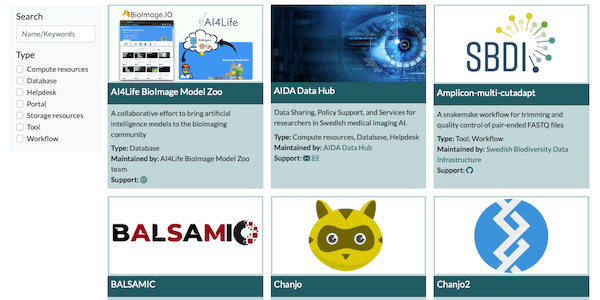 Search
Name/Keywords
Type
Compute resources
Database
Helpdesk
Portal
Storage resources
Tool
Workflow
BioImage.IO
AI4Life
AI4Life BioImage Model Zoo
A collaborative effort to bring artificial
intelligence models to the bioimaging
community
Type: Database
Maintained by: AI4Life BioImage Model Zoo
team
Support:
AIDA Data Hub
Data Sharing, Policy Support, and Services for
researchers in Swedish medical imaging AI.
Type: Compute resources, Database, Helpdesk
Maintained by: AIDA Data Hub
Support:
SBDI
Amplicon-multi-cutadapt
A snakemake workflow for trimming and
quality control of pair-ended FASTQ files
Type: Tool, Workflow
Maintained by: Swedish Biodiversity Data
Infrastructure
Support:
BALSAMIC
BALSAMIC
Chanjo
Chanjo2